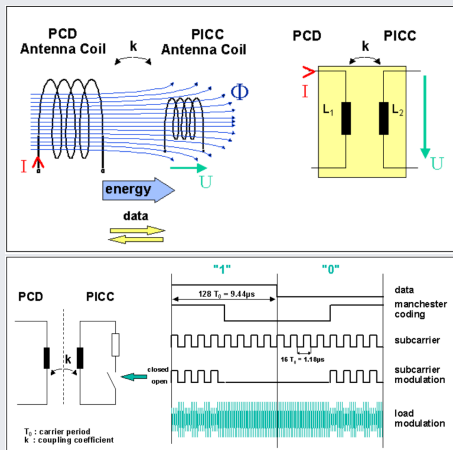 PCD
Antenna Coil
k
PICC
Antenna Coil
Φ
I
U
energy
data
PCD
k
PICC
I
L1
L2
U
"1"
"0"
128 T0 = 9.44µs
data
manchester
coding
PCD
PICC
k
subcarrier
16 T0 = 1.18µs
closed
open
subcarrier
modulation
load
modulation
T0 : carrier period
k : coupling coefficient